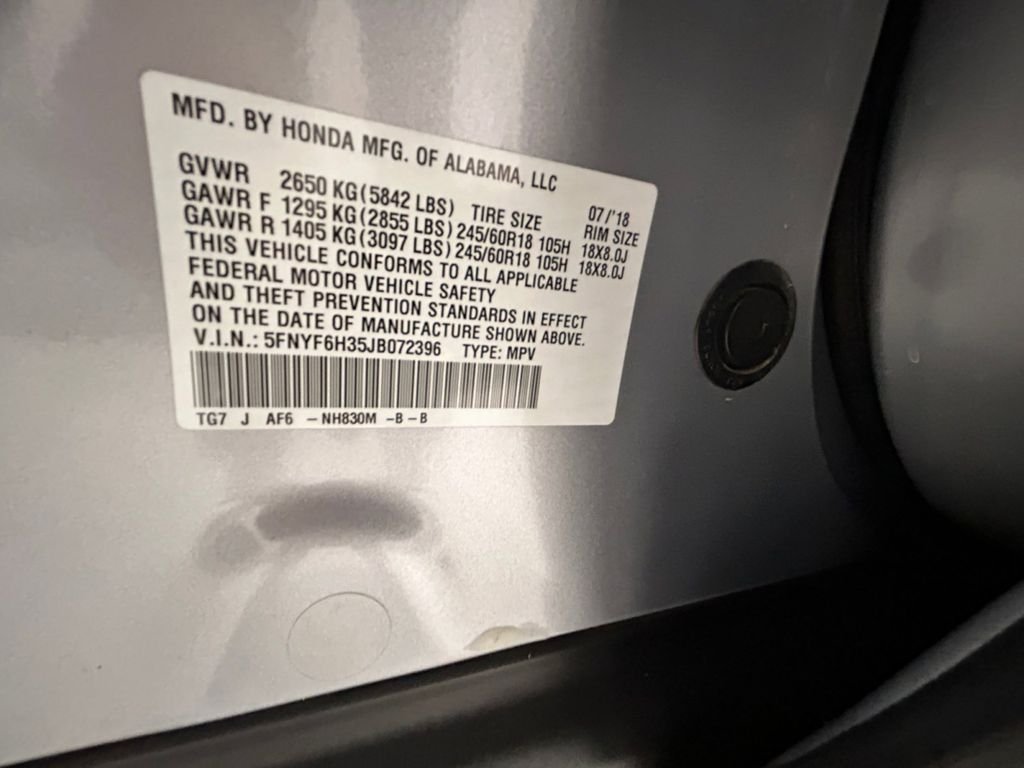 MFD. BY HONDA MFG. OF ALABAMA, LLC
GVWR 2650 KG (5842 LBS) TIRE SIZE 07/'18 RIM SIZE
GAWR F 1295 KG (2855 LBS) 245/60R18 105H 18X8.0J
GAWR R 1405 KG (3097 LBS) 245/60R18 105H 18X8.0J
THIS VEHICLE CONFORMS TO ALL APPLICABLE
FEDERAL MOTOR VEHICLE SAFETY
AND THEFT PREVENTION STANDARDS IN EFFECT
ON THE DATE OF MANUFACTURE SHOWN ABOVE.
V.I.N.: 5FNYF6H35JB072396 TYPE: MPV
TG7 J AF6 – NH830M – B – B